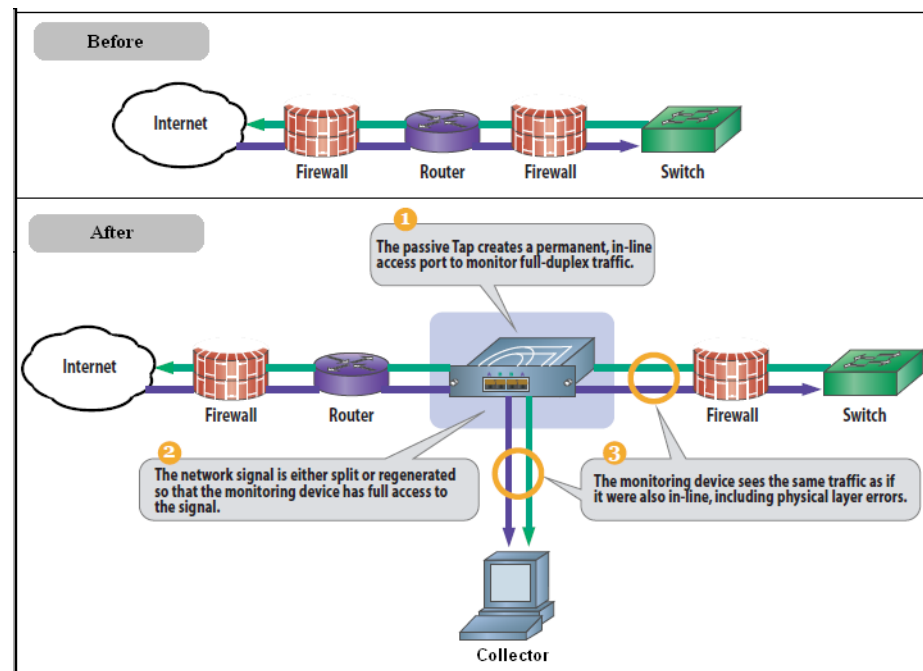 Before
Internet
Firewall
Router
Firewall
Switch
After
1
The passive Tap creates a permanent, in-line
access port to monitor full-duplex traffic.
Internet
Firewall
Router
Firewall
Switch
2
The network signal is either split or regenerated
so that the monitoring device has full access to
the signal.
3
The monitoring device sees the same traffic as if
it were also in-line, including physical layer errors.
Collector